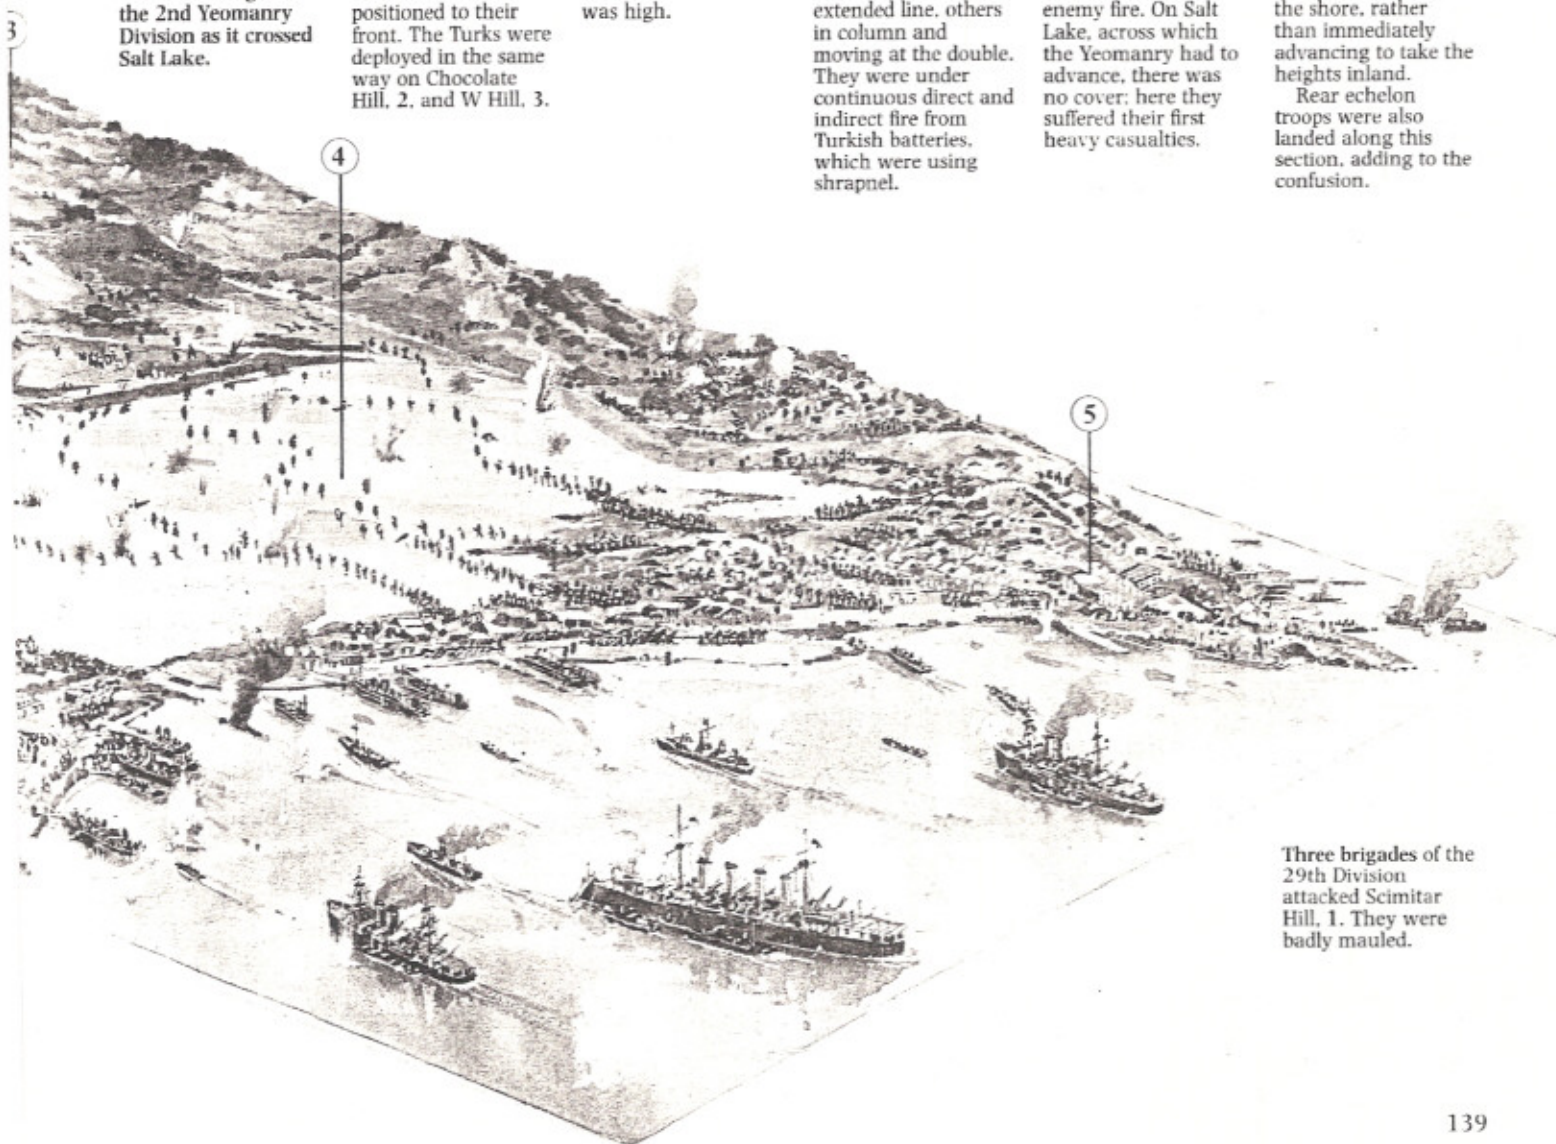 the 2nd Yeomanry
Division as it crossed
Salt Lake.
positioned to their
front. The Turks were
deployed in the same
way on Chocolate
Hill, 2, and W Hill, 3.
was high.
extended line, others
in column and
moving at the double.
They were under
continuous direct and
indirect fire from
Turkish batteries,
which were using
shrapnel.
enemy fire. On Salt
Lake, across which
the Yeomanry had to
advance, there was
no cover; here they
suffered their first
heavy casualties.
the shore, rather
than immediately
advancing to take the
heights inland.
Rear echelon
troops were also
landed along this
section, adding to the
confusion.
3
4
5
Three brigades of the
29th Division
attacked Scimitar
Hill, 1. They were
badly mauled.
139